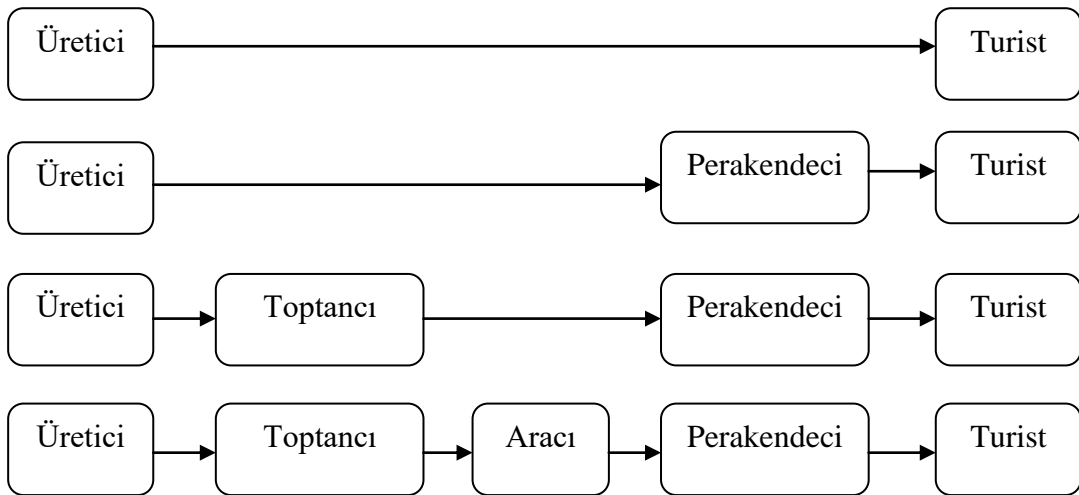 Üretici Turist
Üretici Perakendeci Turist
Üretici Toptancı Perakendeci Turist
Üretici Toptancı Aracı Perakendeci Turist